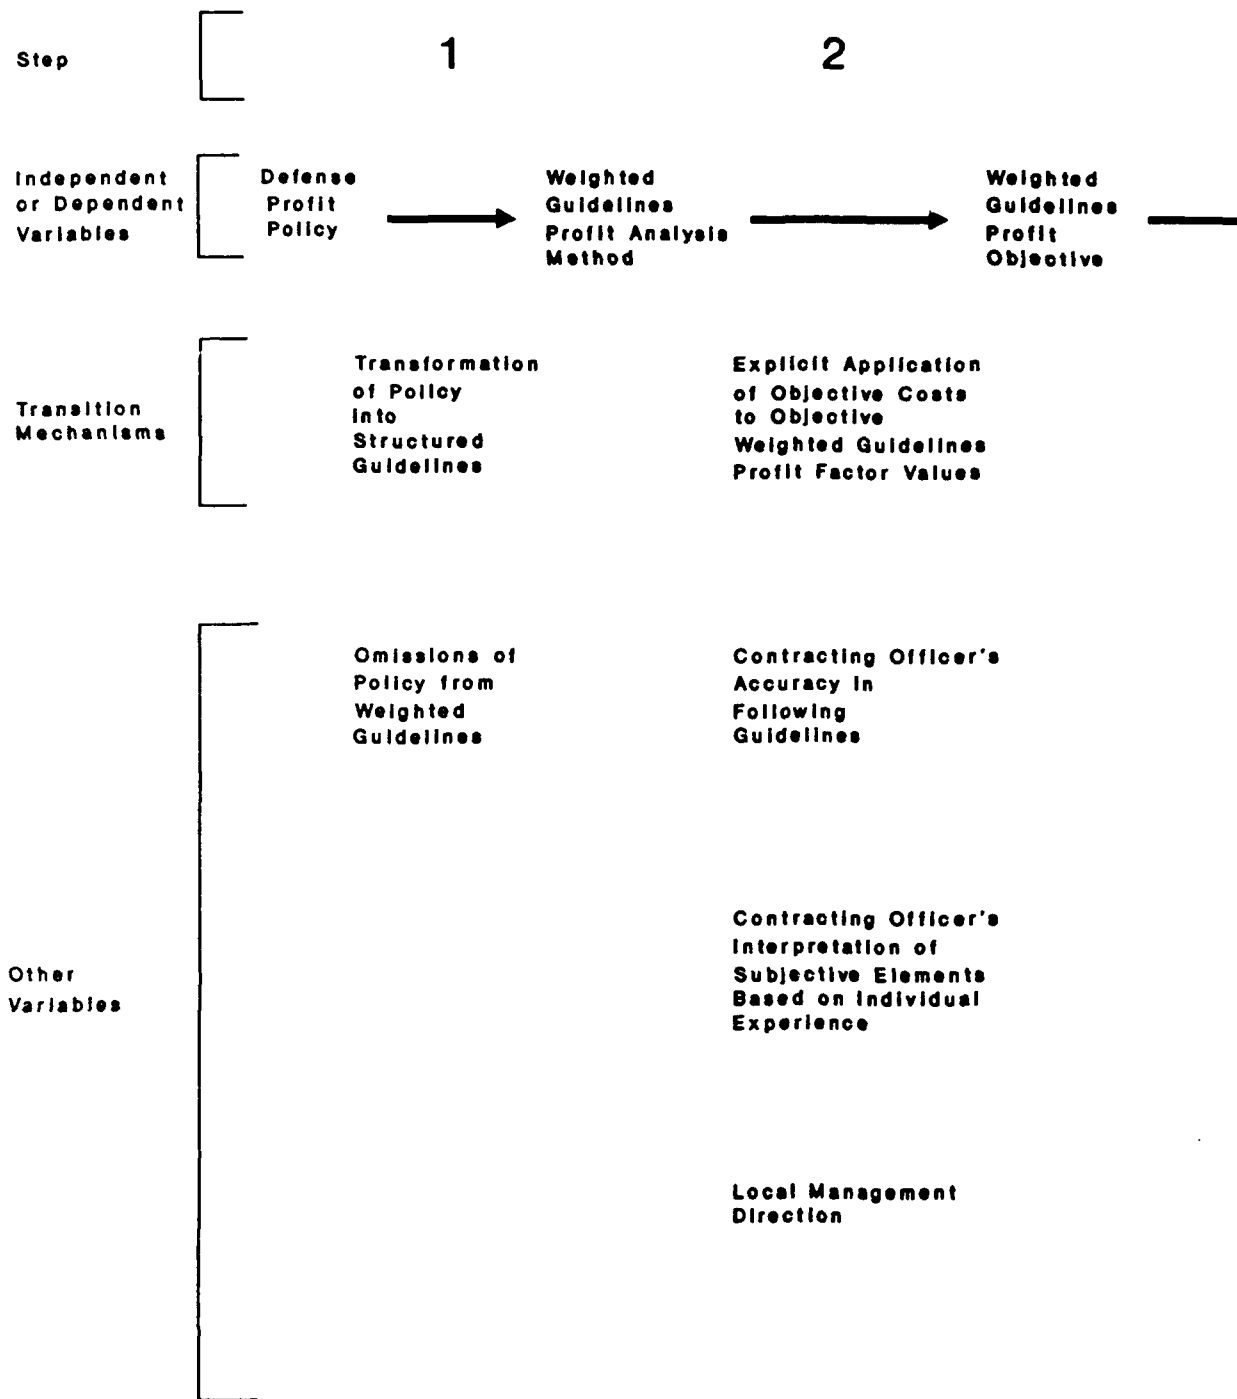 Step
1
2
Independent
or Dependent
Variables
Defense
Profit
Policy
Weighted
Guidelines
Profit Analysis
Method
Weighted
Guidelines
Profit
Objective
Transition
Mechanisms
Transformation
of Policy
into
Structured
Guidelines
Explicit Application
of Objective Costs
to Objective
Weighted Guidelines
Profit Factor Values
Other
Variables
Omissions of
Policy from
Weighted
Guidelines
Contracting Officer's
Accuracy in
Following
Guidelines
Contracting Officer's
Interpretation of
Subjective Elements
Based on Individual
Experience
Local Management
Direction